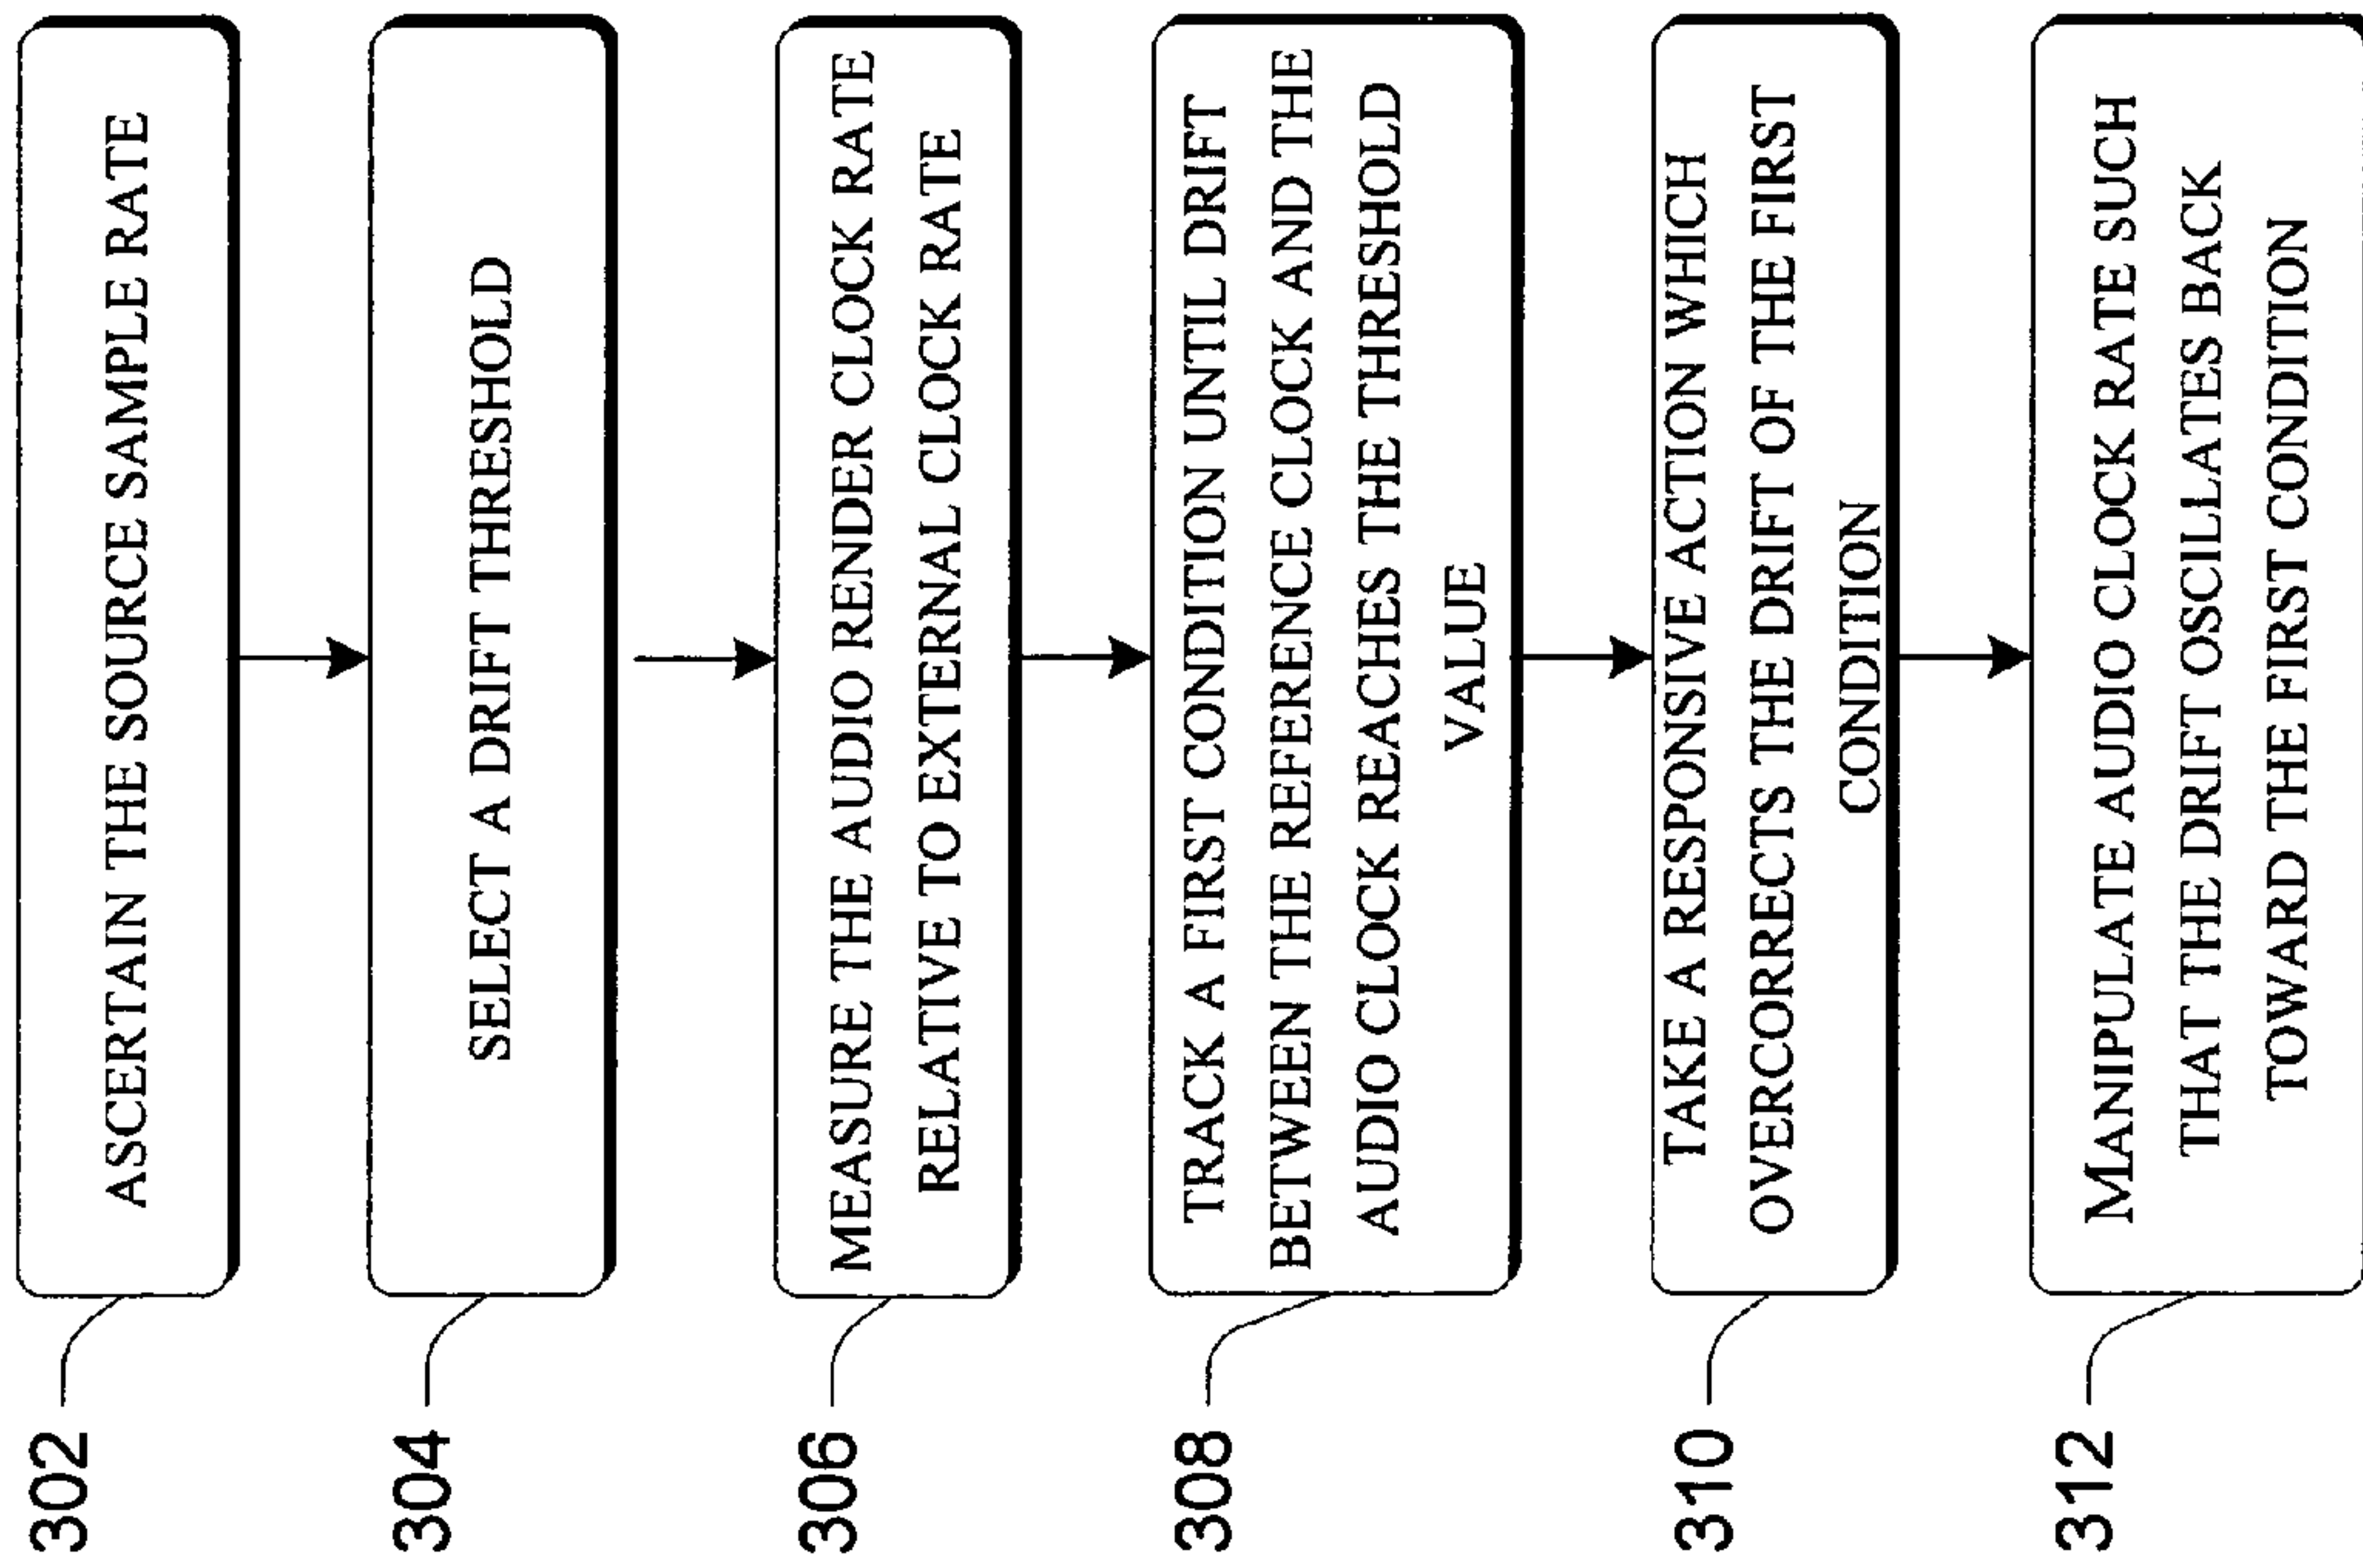 302
ASCERTAIN THE SOURCE SAMPLE RATE
304
SELECT A DRIFT THRESHOLD
306
MEASURE THE AUDIO RENDER CLOCK RATE
RELATIVE TO EXTERNAL CLOCK RATE
308
TRACK A FIRST CONDITION UNTIL DRIFT
BETWEEN THE REFERENCE CLOCK AND THE
AUDIO CLOCK REACHES THE THRESHOLD
VALUE
310
TAKE A RESPONSIVE ACTION WHICH
OVERCORRECTS THE DRIFT OF THE FIRST
CONDITION
312
MANIPULATE AUDIO CLOCK RATE SUCH
THAT THE DRIFT OSCILLATES BACK
TOWARD THE FIRST CONDITION